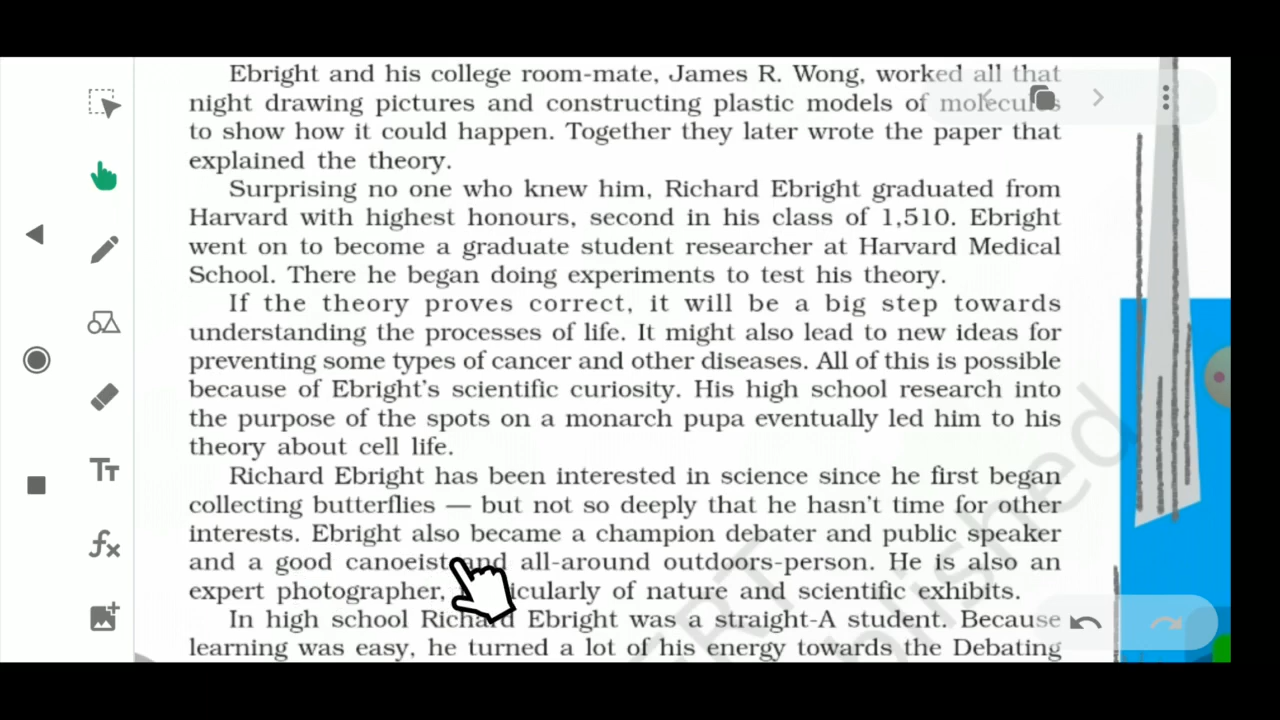 Ebright and his college room-mate, James R. Wong, worked all that
night drawing pictures and constructing plastic models of molecules
to show how it could happen. Together they later wrote the paper that
explained the theory.
Surprising no one who knew him, Richard Ebright graduated from
Harvard with highest honours, second in his class of 1,510. Ebright
went on to become a graduate student researcher at Harvard Medical
School. There he began doing experiments to test his theory.
If the theory proves correct, it will be a big step towards
understanding the processes of life. It might also lead to new ideas for
preventing some types of cancer and other diseases. All of this is possible
because of Ebright's scientific curiosity. His high school research into
the purpose of the spots on a monarch pupa eventually led him to his
theory about cell life.
Richard Ebright has been interested in science since he first began
collecting butterflies — but not so deeply that he hasn't time for other
interests. Ebright also became a champion debater and public speaker
and a good canoeist and all-around outdoors-person. He is also an
expert photographer, particularly of nature and scientific exhibits.
In high school Richard Ebright was a straight-A student. Because
learning was easy, he turned a lot of his energy towards the Debating
Tт
fx